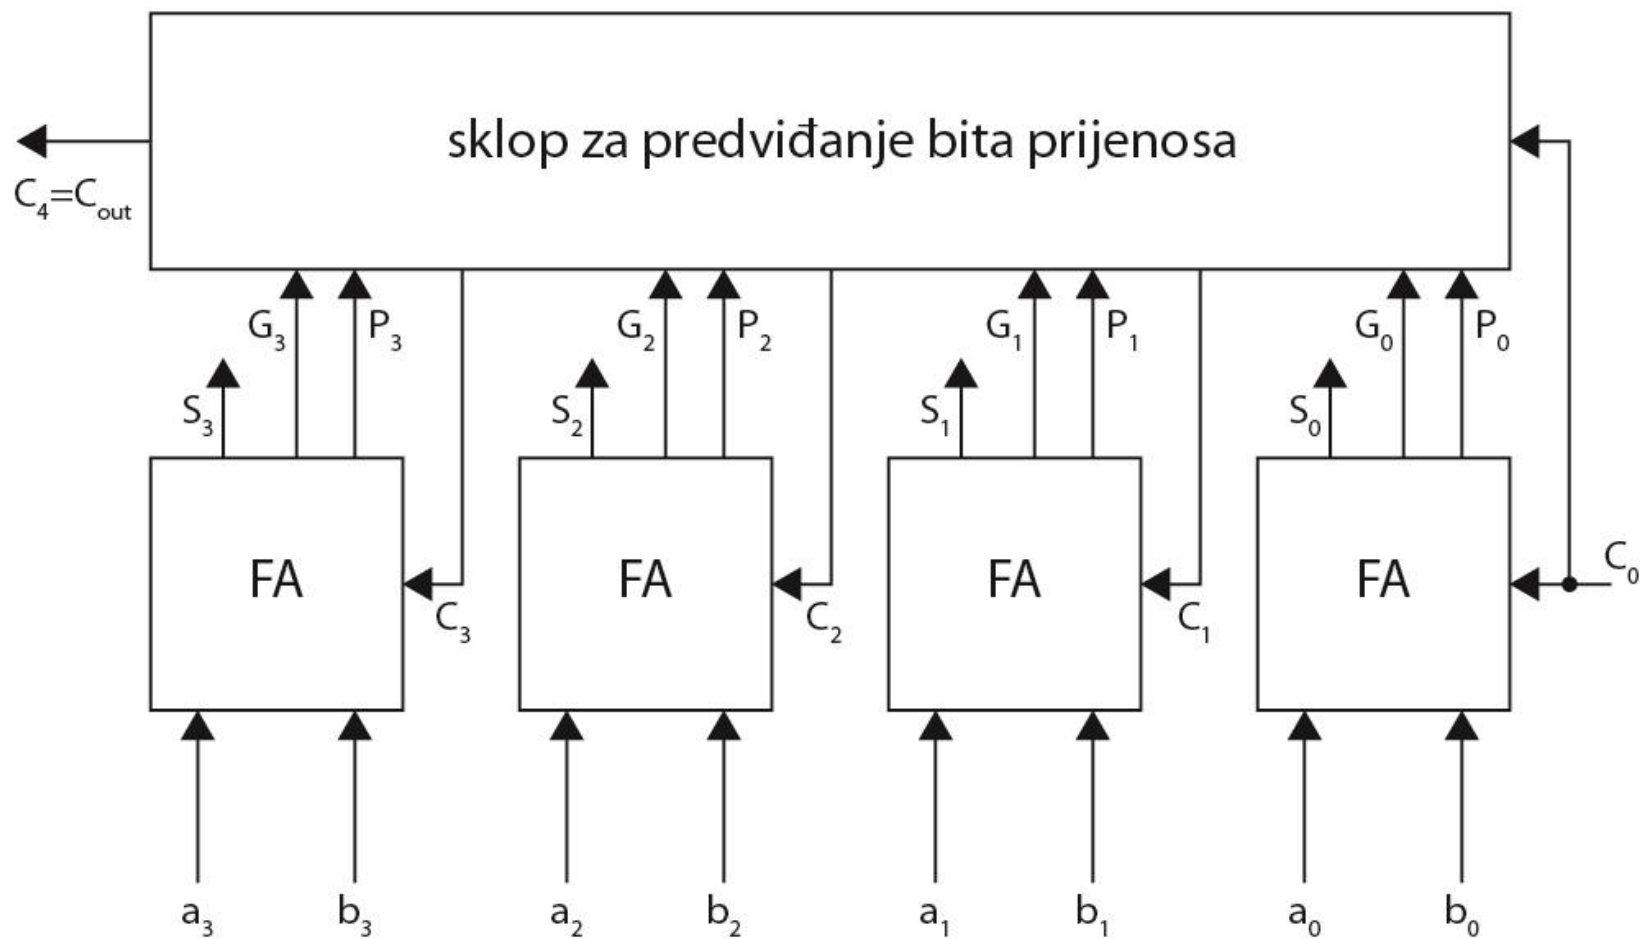 sklop za predviđanje bita prijenosa
C₄=Cₒᵤₜ
G₃ P₃ G₂ P₂ G₁ P₁ G₀ P₀
S₃ S₂ S₁ S₀
FA FA FA FA
C₃ C₂ C₁ C₀
a₃ b₃ a₂ b₂ a₁ b₁ a₀ b₀